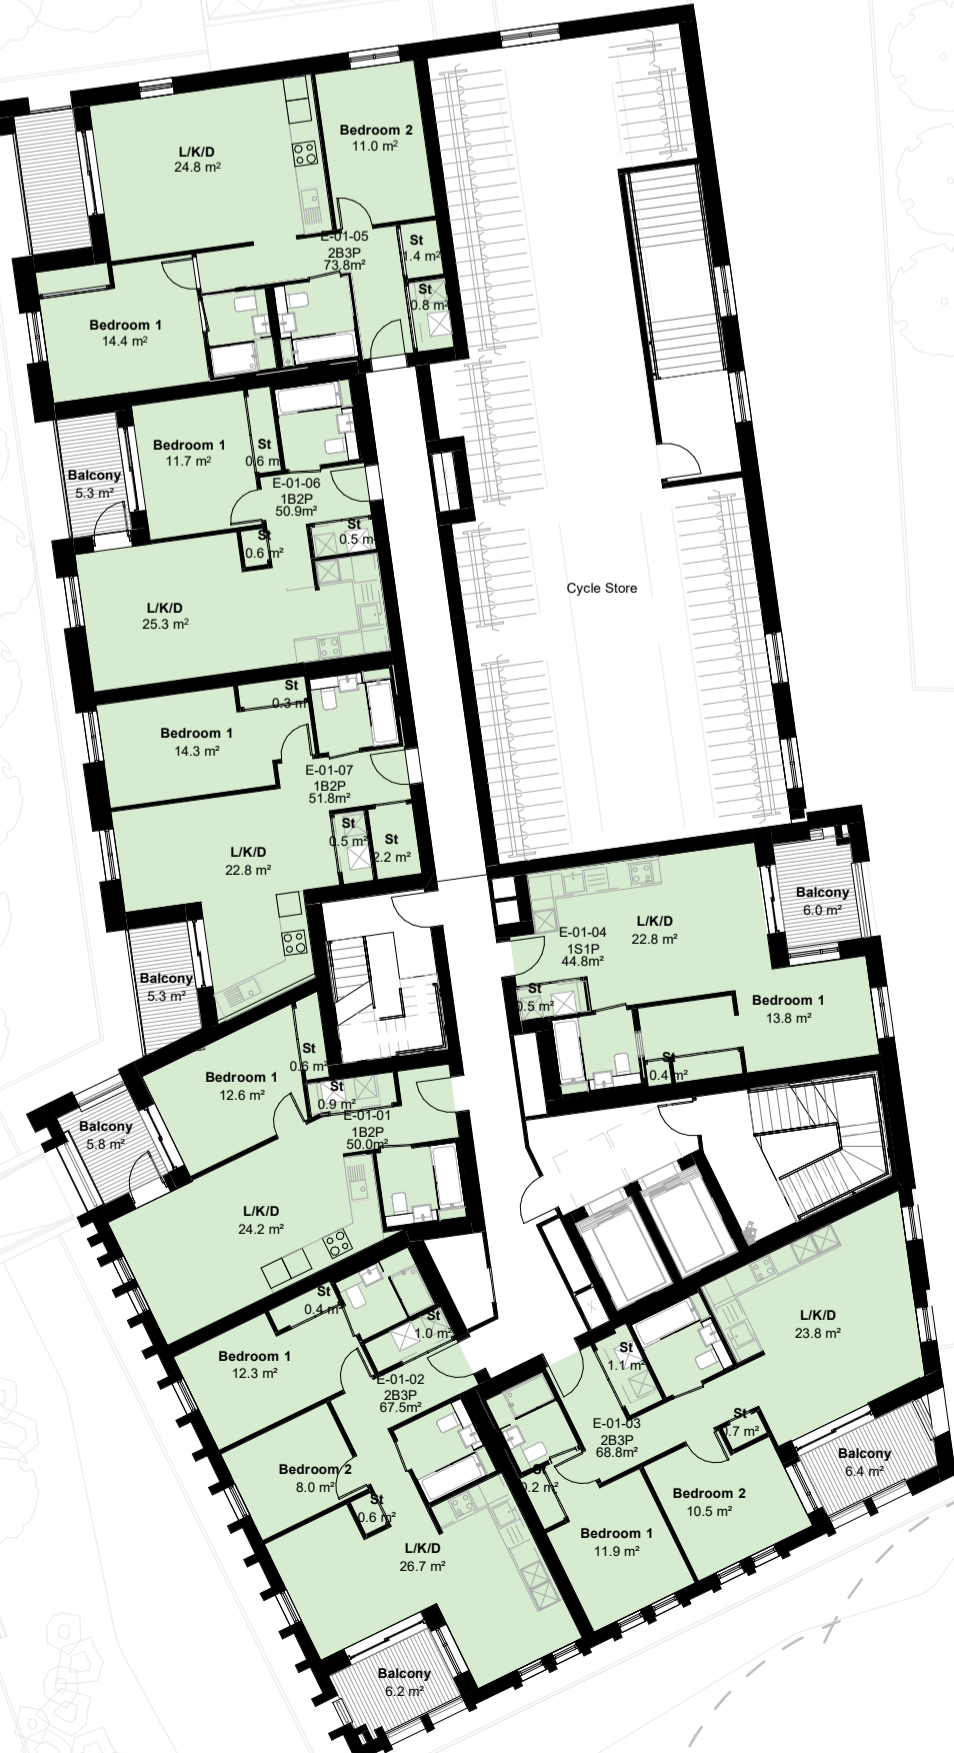 Bedroom 2
11.0 m²
L/K/D
24.8 m²
E-01-05
2B3P
73.8m²
St
1.4 m²
St
0.8 m²
Bedroom 1
14.4 m²
Bedroom 1
11.7 m²
St
0.6 m
Balcony
5.3 m²
E-01-06
1B2P
50.9m²
St
0.5 m
St
0.6 m²
L/K/D
25.3 m²
Cycle Store
St
0.3 m
Bedroom 1
14.3 m²
E-01-07
1B2P
51.8m²
St
0.5 m²
St
2.2 m²
L/K/D
22.8 m²
Balcony
5.3 m²
Balcony
6.0 m²
L/K/D
22.8 m²
E-01-04
1S1P
44.8m²
St
0.5 m²
Bedroom 1
13.8 m²
St
0.4 m²
St
0.6 m²
Bedroom 1
12.6 m²
St
0.9 m²
E-01-01
1B2P
50.0m²
Balcony
5.8 m²
L/K/D
24.2 m²
St
0.4 m²
St
1.0 m²
Bedroom 1
12.3 m²
E-01-02
2B3P
67.5m²
Bedroom 2
8.0 m²
St
0.6 m²
L/K/D
26.7 m²
Balcony
6.2 m²
L/K/D
23.8 m²
St
1.1 m²
E-01-03
2B3P
68.8m²
St
0.7 m²
St
0.2 m²
Balcony
6.4 m²
Bedroom 2
10.5 m²
Bedroom 1
11.9 m²